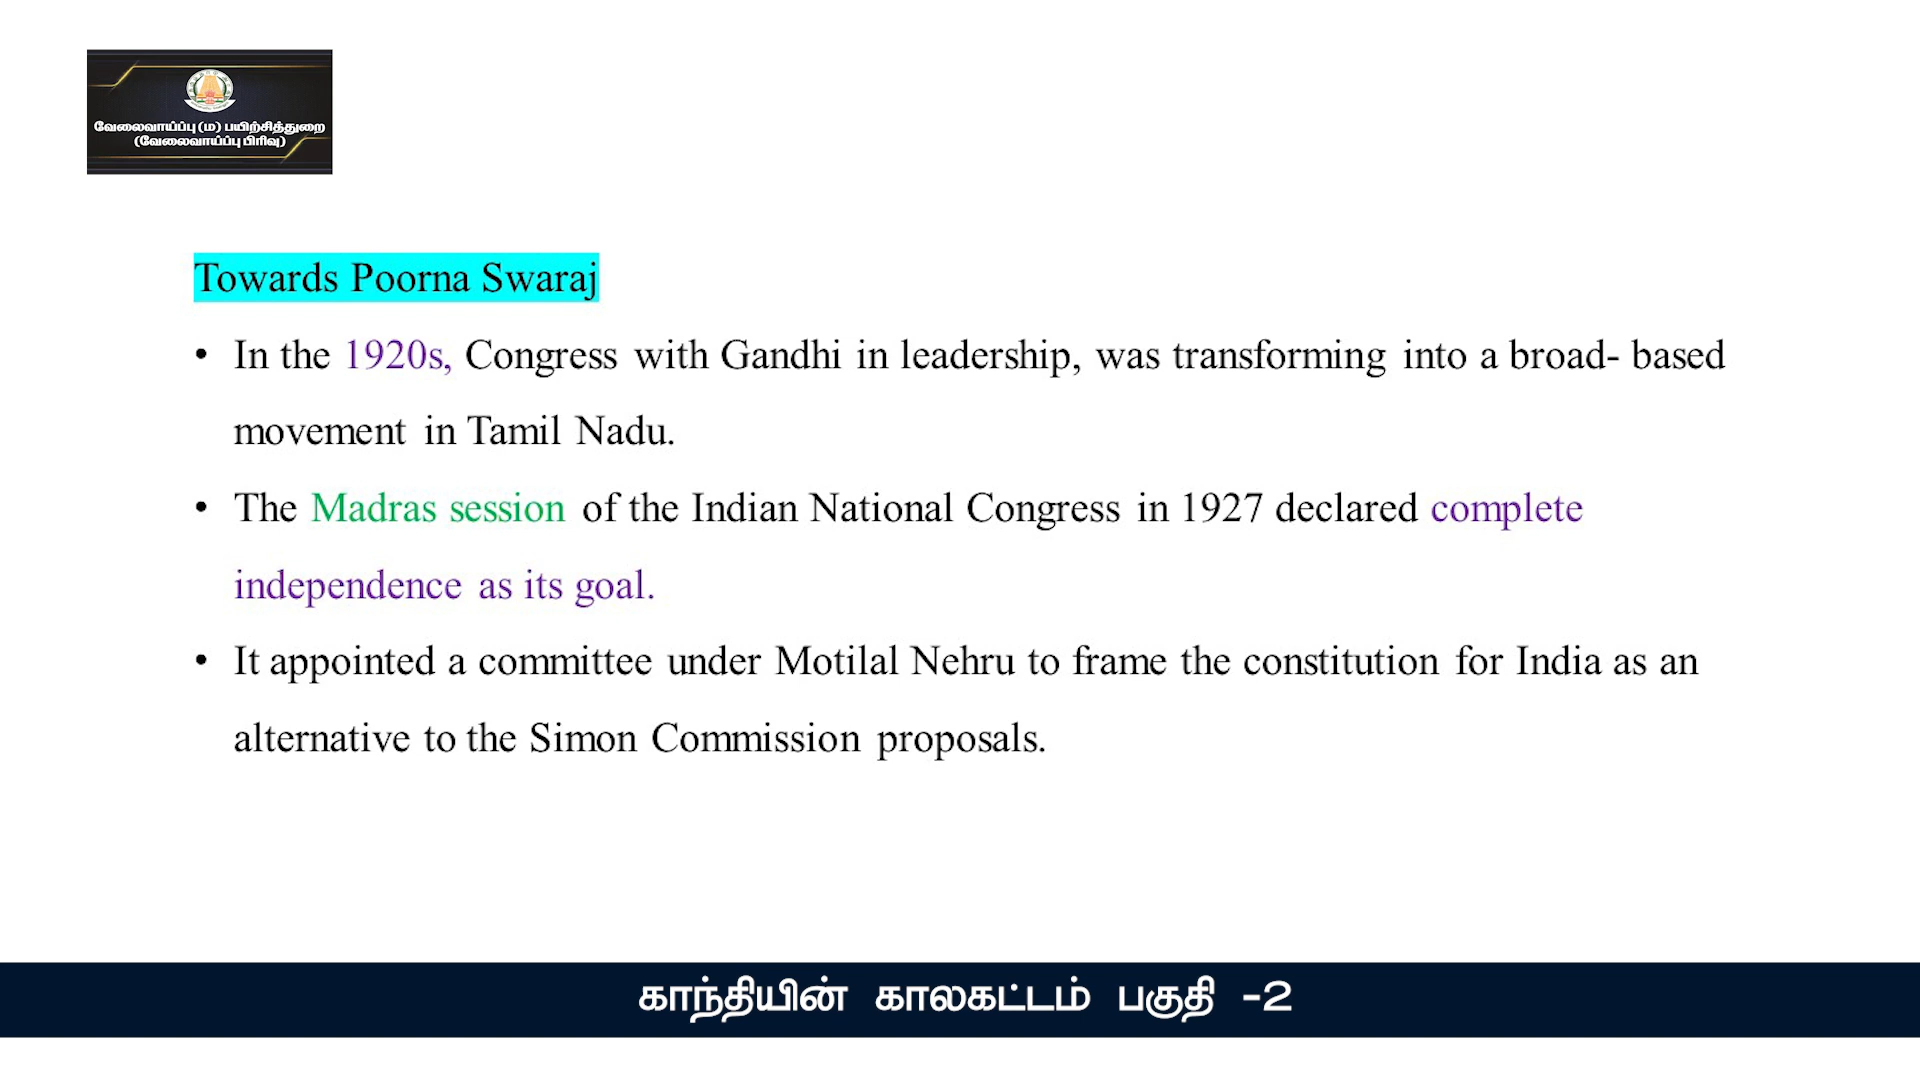 வேலைவாய்ப்பு (ம) பயிற்சித்துறை
(வேலைவாய்ப்பு பிரிவு)
Towards Poorna Swaraj
• In the 1920s, Congress with Gandhi in leadership, was transforming into a broad- based
movement in Tamil Nadu.
• The Madras session of the Indian National Congress in 1927 declared complete
independence as its goal.
• It appointed a committee under Motilal Nehru to frame the constitution for India as an
alternative to the Simon Commission proposals.
காந்தியின் காலகட்டம் பகுதி -2